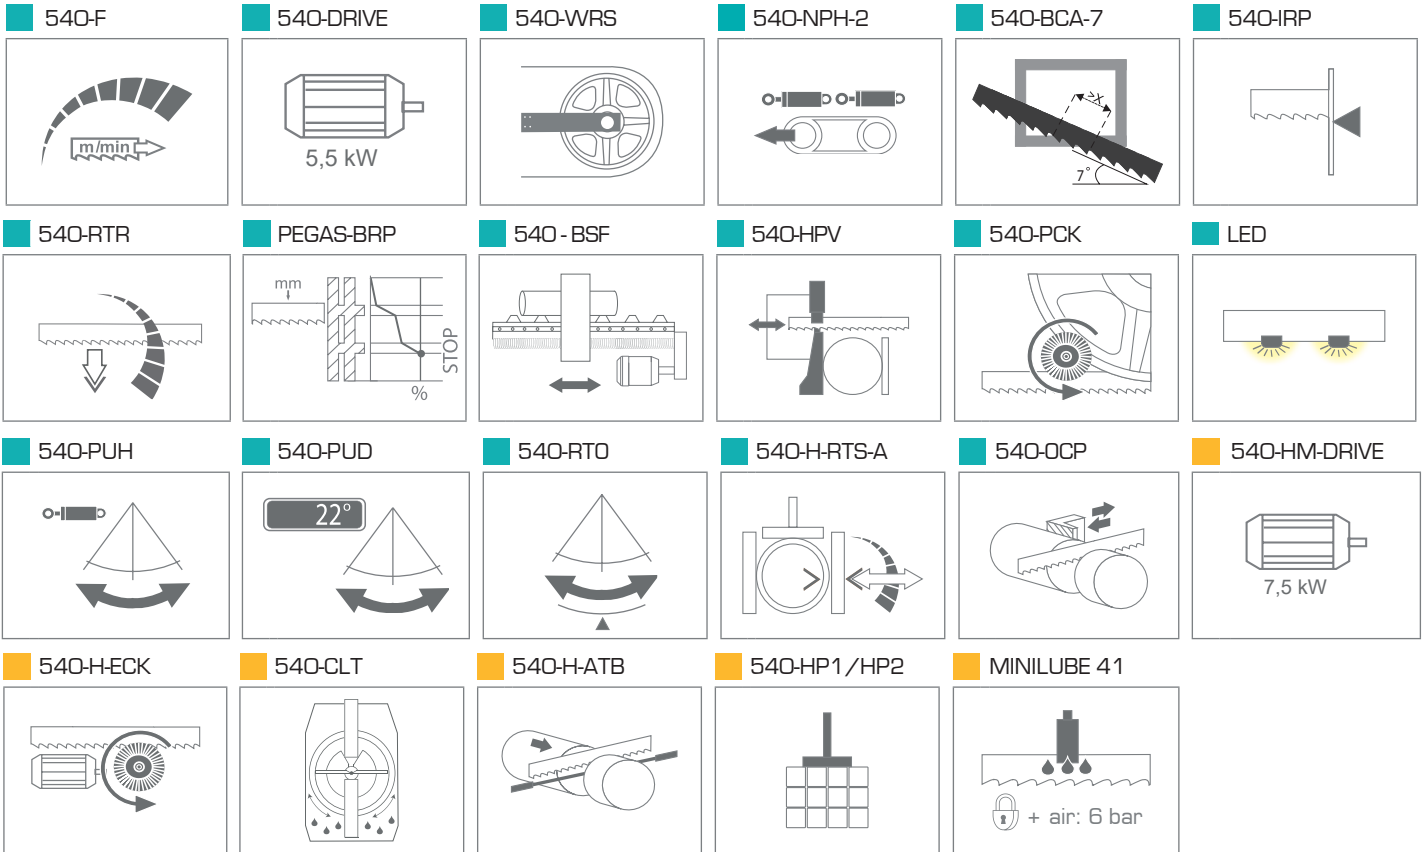 540-F
540-DRIVE
540-WRS
540-NPH-2
540-BCA-7
540-IRP
m/min
5,5 kW
>X
7°
540-RTR
PEGAS-BRP
540 - BSF
540-HPV
540-PCK
LED
mm
STOP
%
540-PUH
540-PUD
540-RT0
540-H-RTS-A
540-0CP
540-HM-DRIVE
22°
7,5 kW
540-H-ECK
540-CLT
540-H-ATB
540-HP1/HP2
MINILUBE 41
+ air: 6 bar